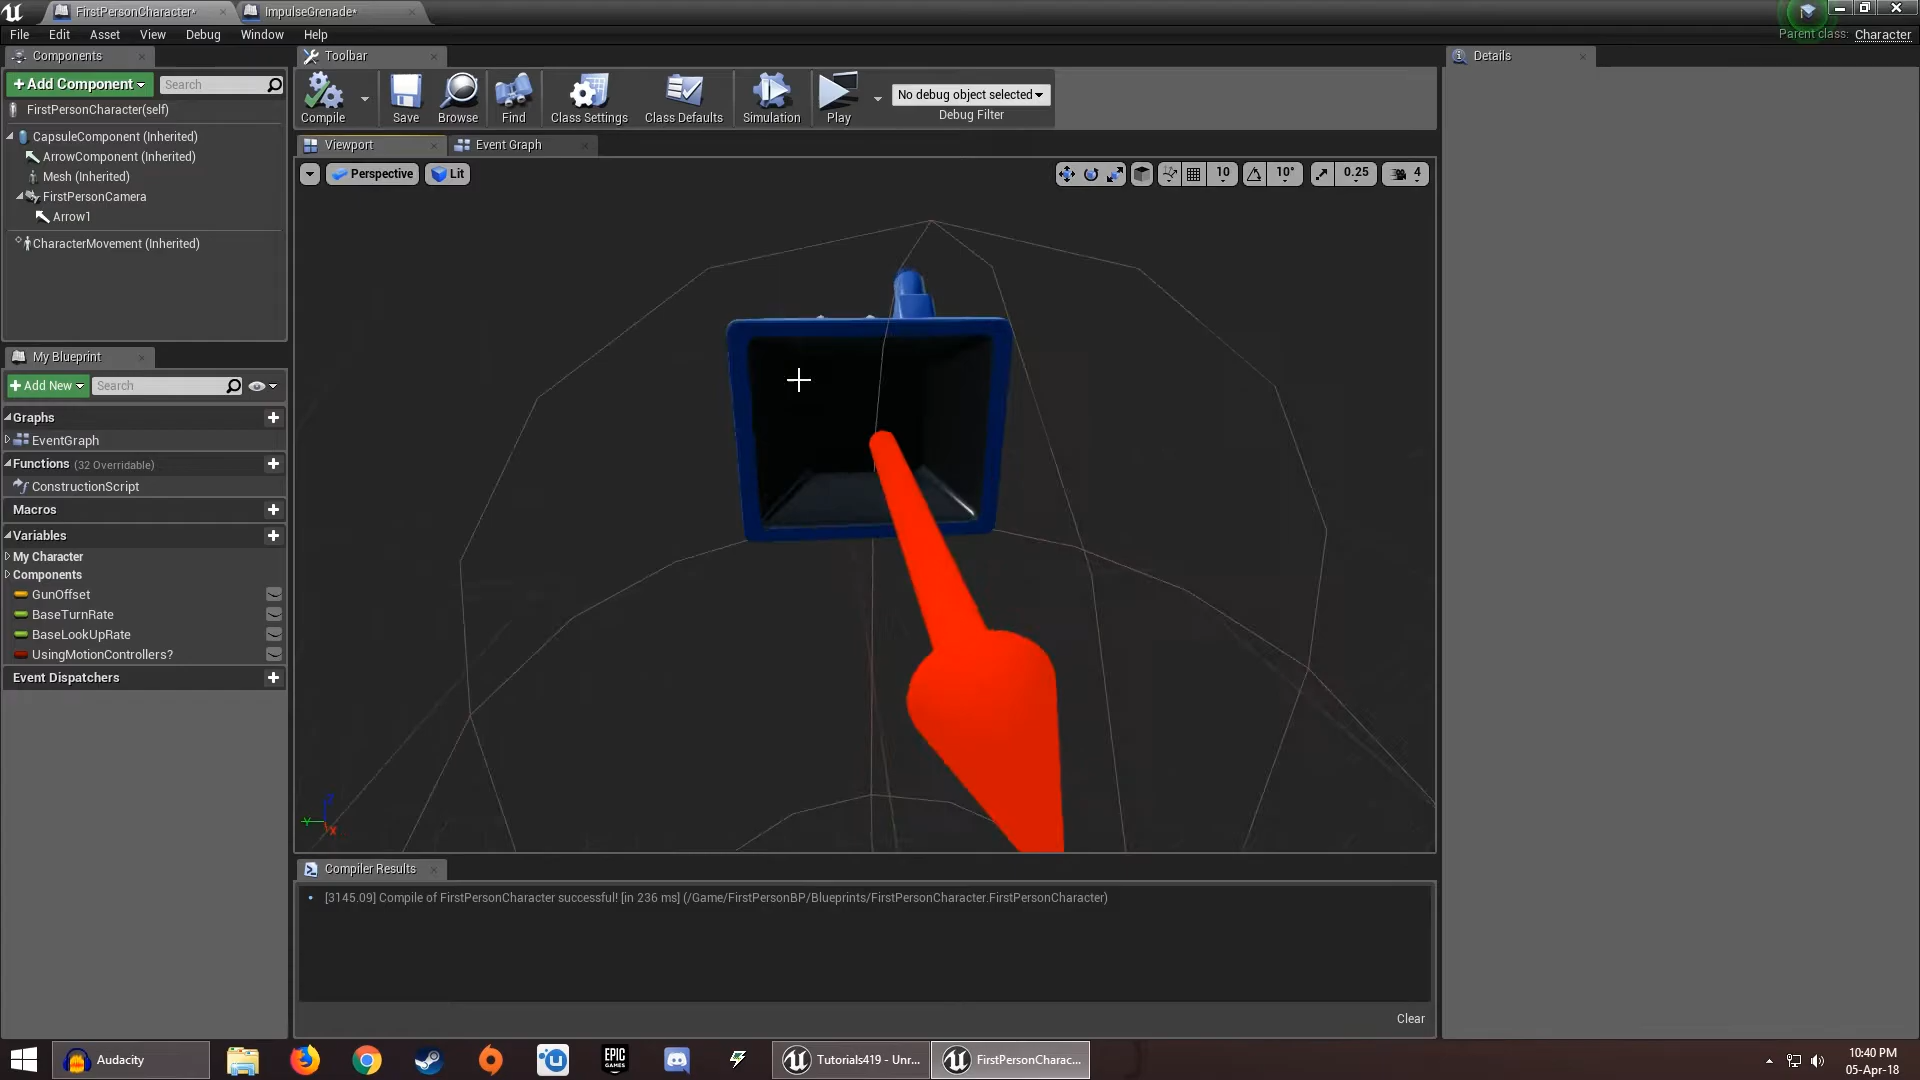 FirstPersonCharacter*
ImpulseGrenade*
File Edit Asset View Debug Window Help
Parent class: Character
Components
+Add Component
Search
FirstPersonCharacter(self)
CapsuleComponent (Inherited)
ArrowComponent (Inherited)
Mesh (Inherited)
FirstPersonCamera
Arrow1
CharacterMovement (Inherited)
My Blueprint
+Add New
Search
Graphs
EventGraph
Functions (32 Overridable)
ConstructionScript
Macros
Variables
My Character
Components
GunOffset
BaseTurnRate
BaseLookUpRate
UsingMotionControllers?
Event Dispatchers
Toolbar
Compile
Save
Browse
Find
Class Settings
Class Defaults
Simulation
Play
No debug object selected
Debug Filter
Viewport
Event Graph
Perspective
Lit
10
10°
0.25
4
Z
Y
X
Compiler Results
[3145.09] Compile of FirstPersonCharacter successful! [in 236 ms] (/Game/FirstPersonBP/Blueprints/FirstPersonCharacter.FirstPersonCharacter)
Clear
Details
Audacity
EPIC
GAMES
Tutorials419 - Unr...
FirstPersonCharac...
10:40 PM
05-Apr-18